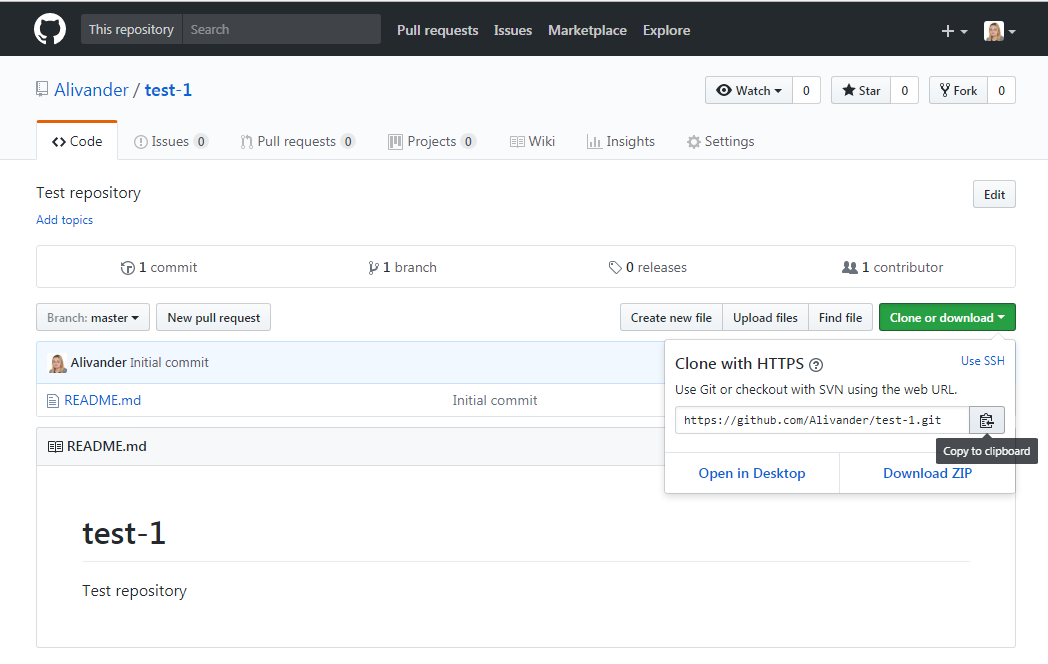 This repository Search Pull requests Issues Marketplace Explore
Alivander / test-1 Watch 0 Star 0 Fork 0
Code Issues 0 Pull requests 0 Projects 0 Wiki Insights Settings
Test repository Edit
Add topics
1 commit 1 branch 0 releases 1 contributor
Branch: master New pull request Create new file Upload files Find file Clone or download
Alivander Initial commit
README.md Initial commit
Clone with HTTPS Use SSH
Use Git or checkout with SVN using the web URL.
https://github.com/Alivander/test-1.git
Copy to clipboard
Open in Desktop Download ZIP
README.md
test-1
Test repository